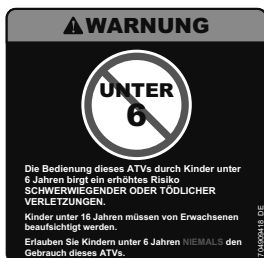 WARNUNG
UNTER
6
Die Bedienung dieses ATVs durch Kinder unter
6 Jahren birgt ein erhöhtes Risiko
SCHWERWIEGENDER ODER TÖDLICHER
VERLETZUNGEN.
Kinder unter 16 Jahren müssen von Erwachsenen
beaufsichtigt werden.
Erlauben Sie Kindern unter 6 Jahren NIEMALS den
Gebrauch dieses ATVs.
704909418_DE